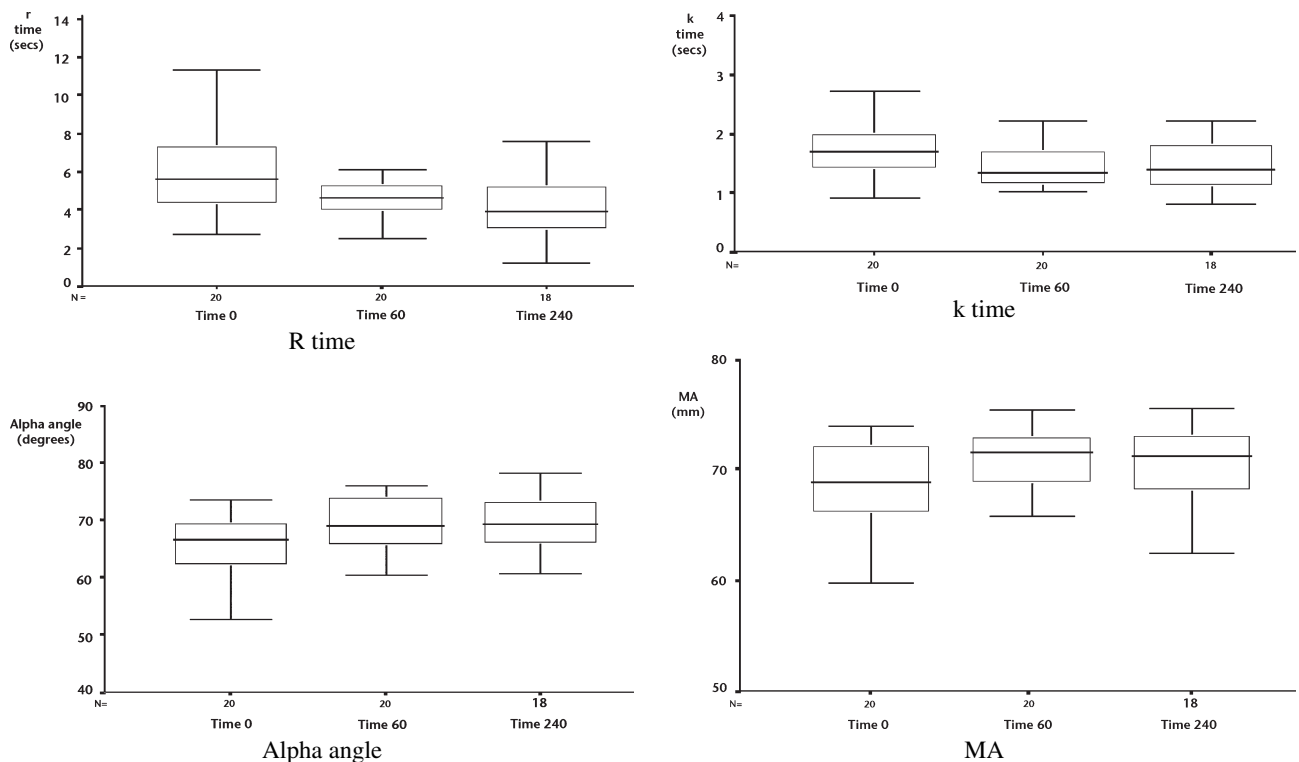 r
time
(secs)
14
12
10
8
6
4
2
0
N =
20
20
18
Time 0
Time 60
Time 240
R time
k
time
(secs)
4
3
2
1
0
N=
20
20
18
Time 0
Time 60
Time 240
k time
Alpha angle
(degrees)
90
80
70
60
50
40
N=
20
20
18
Time 0
Time 60
Time 240
Alpha angle
MA
(mm)
80
70
60
50
N=
20
20
18
Time 0
Time 60
Time 240
MA